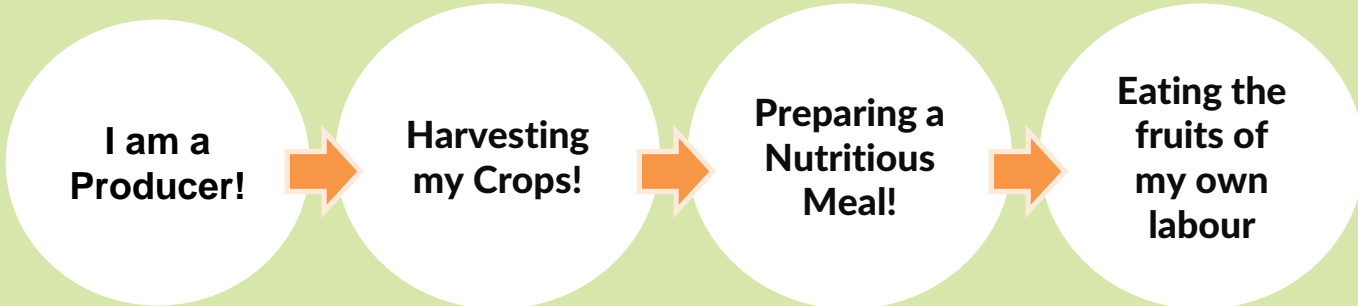 I am a
Producer!
Harvesting
my Crops!
Preparing a
Nutritious
Meal!
Eating the
fruits of
my own
labour